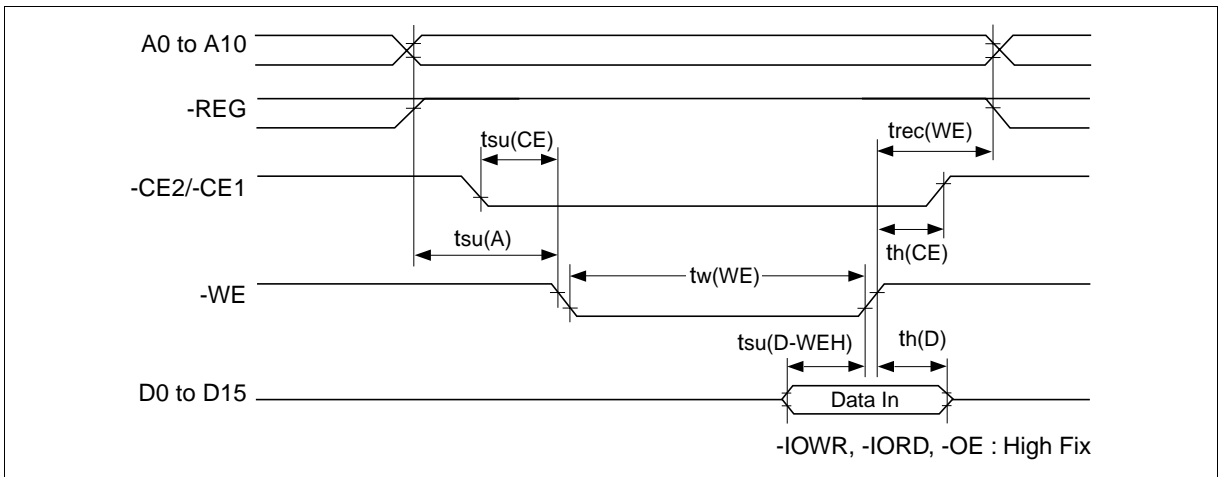 A0 to A10
-REG
tsu(CE)
trec(WE)
-CE2/-CE1
tsu(A)
th(CE)
tw(WE)
-WE
tsu(D-WEH)
th(D)
D0 to D15
Data In
-IOWR, -IORD, -OE : High Fix